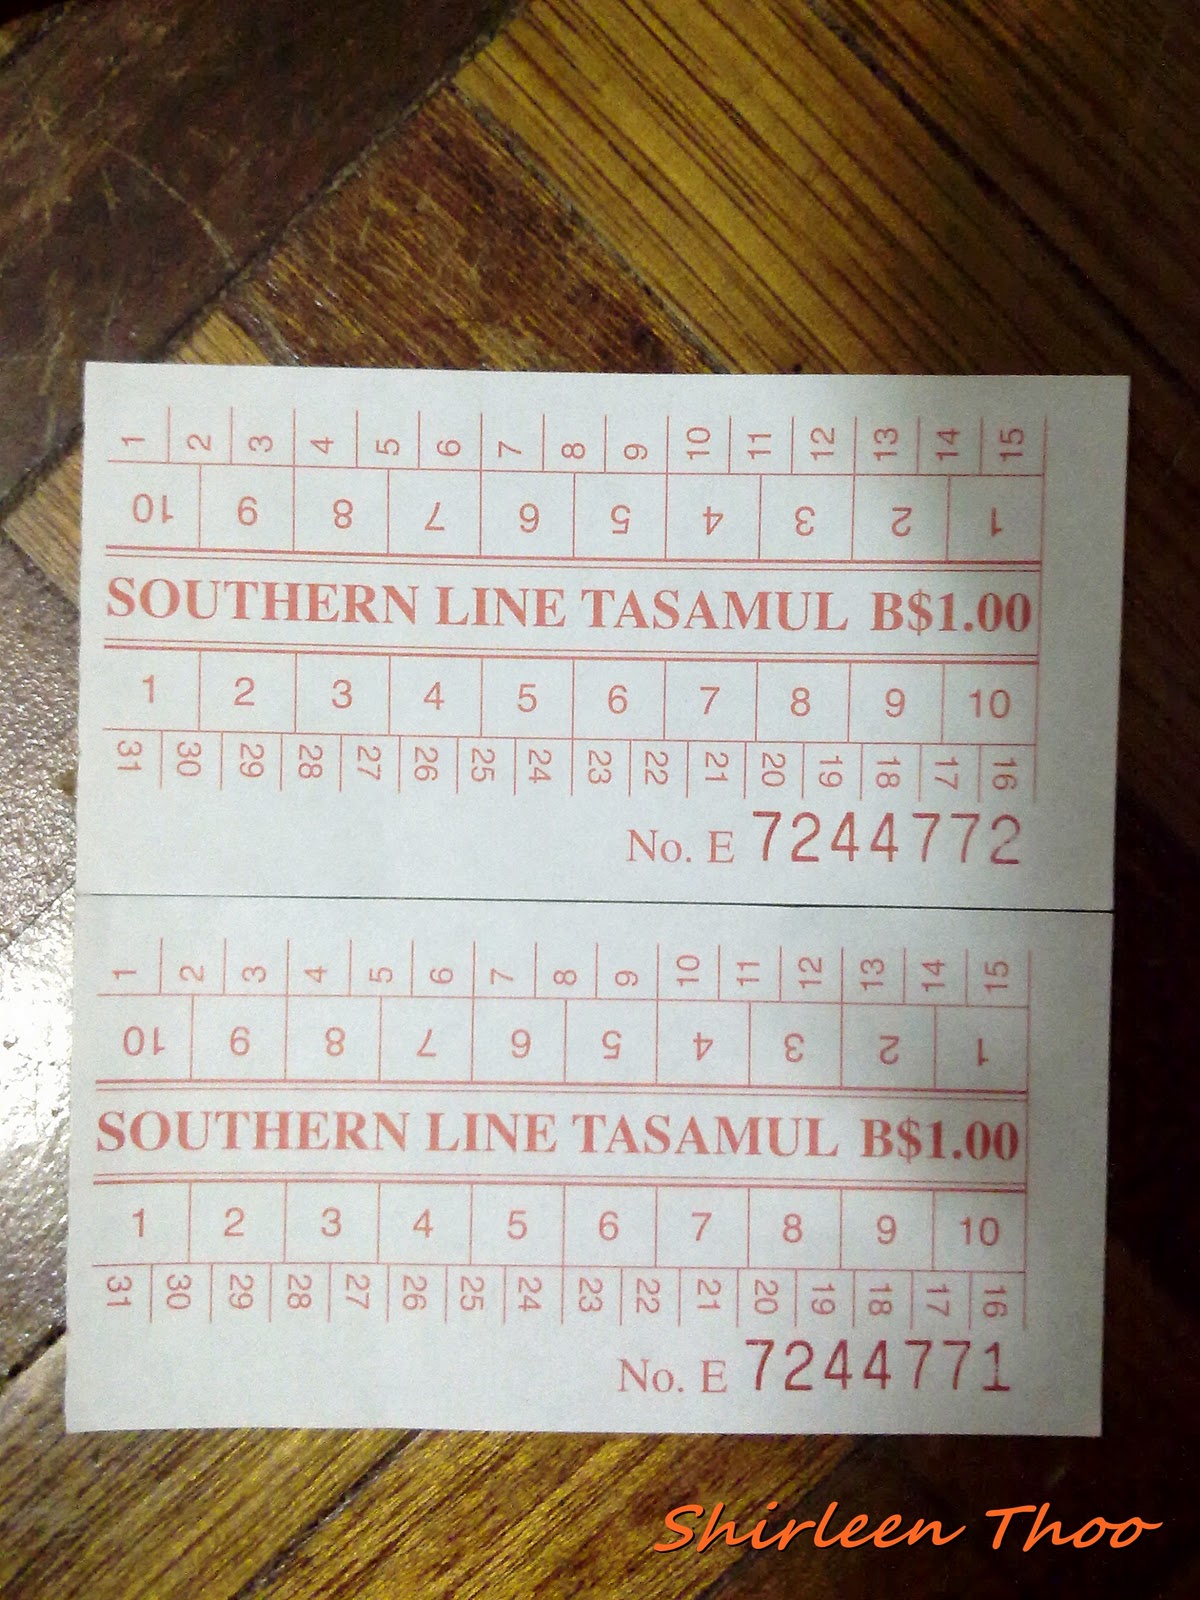 1 2 3 4 5 6 7 8 9 10 11 12 13 14 15
10 9 8 7 6 5 4 3 2 1
SOUTHERN LINE TASAMUL B$1.00
1 2 3 4 5 6 7 8 9 10
31 30 29 28 27 26 25 24 23 22 21 20 19 18 17 16
No. E 7244772
1 2 3 4 5 6 7 8 9 10 11 12 13 14 15
10 9 8 7 6 5 4 3 2 1
SOUTHERN LINE TASAMUL B$1.00
1 2 3 4 5 6 7 8 9 10
31 30 29 28 27 26 25 24 23 22 21 20 19 18 17 16
No. E 7244771
Shirleen Thoo